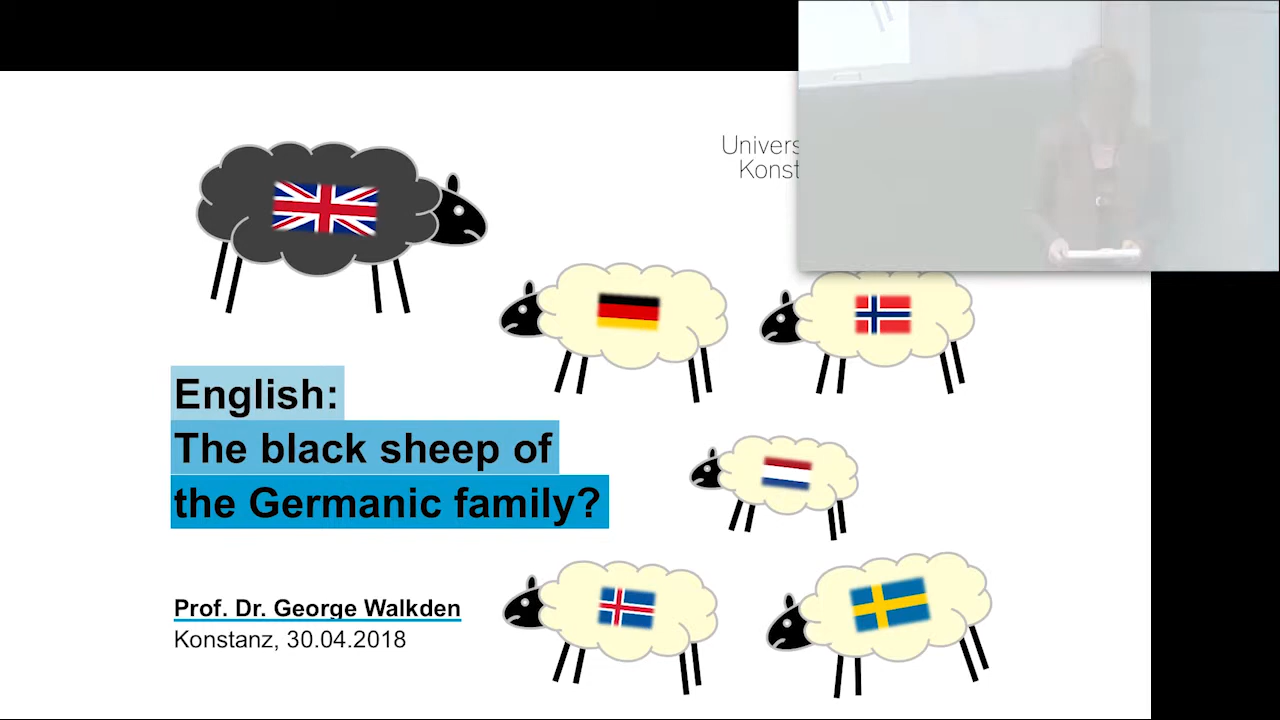 Univers
Konst
English:
The black sheep of
the Germanic family?
Prof. Dr. George Walkden
Konstanz, 30.04.2018